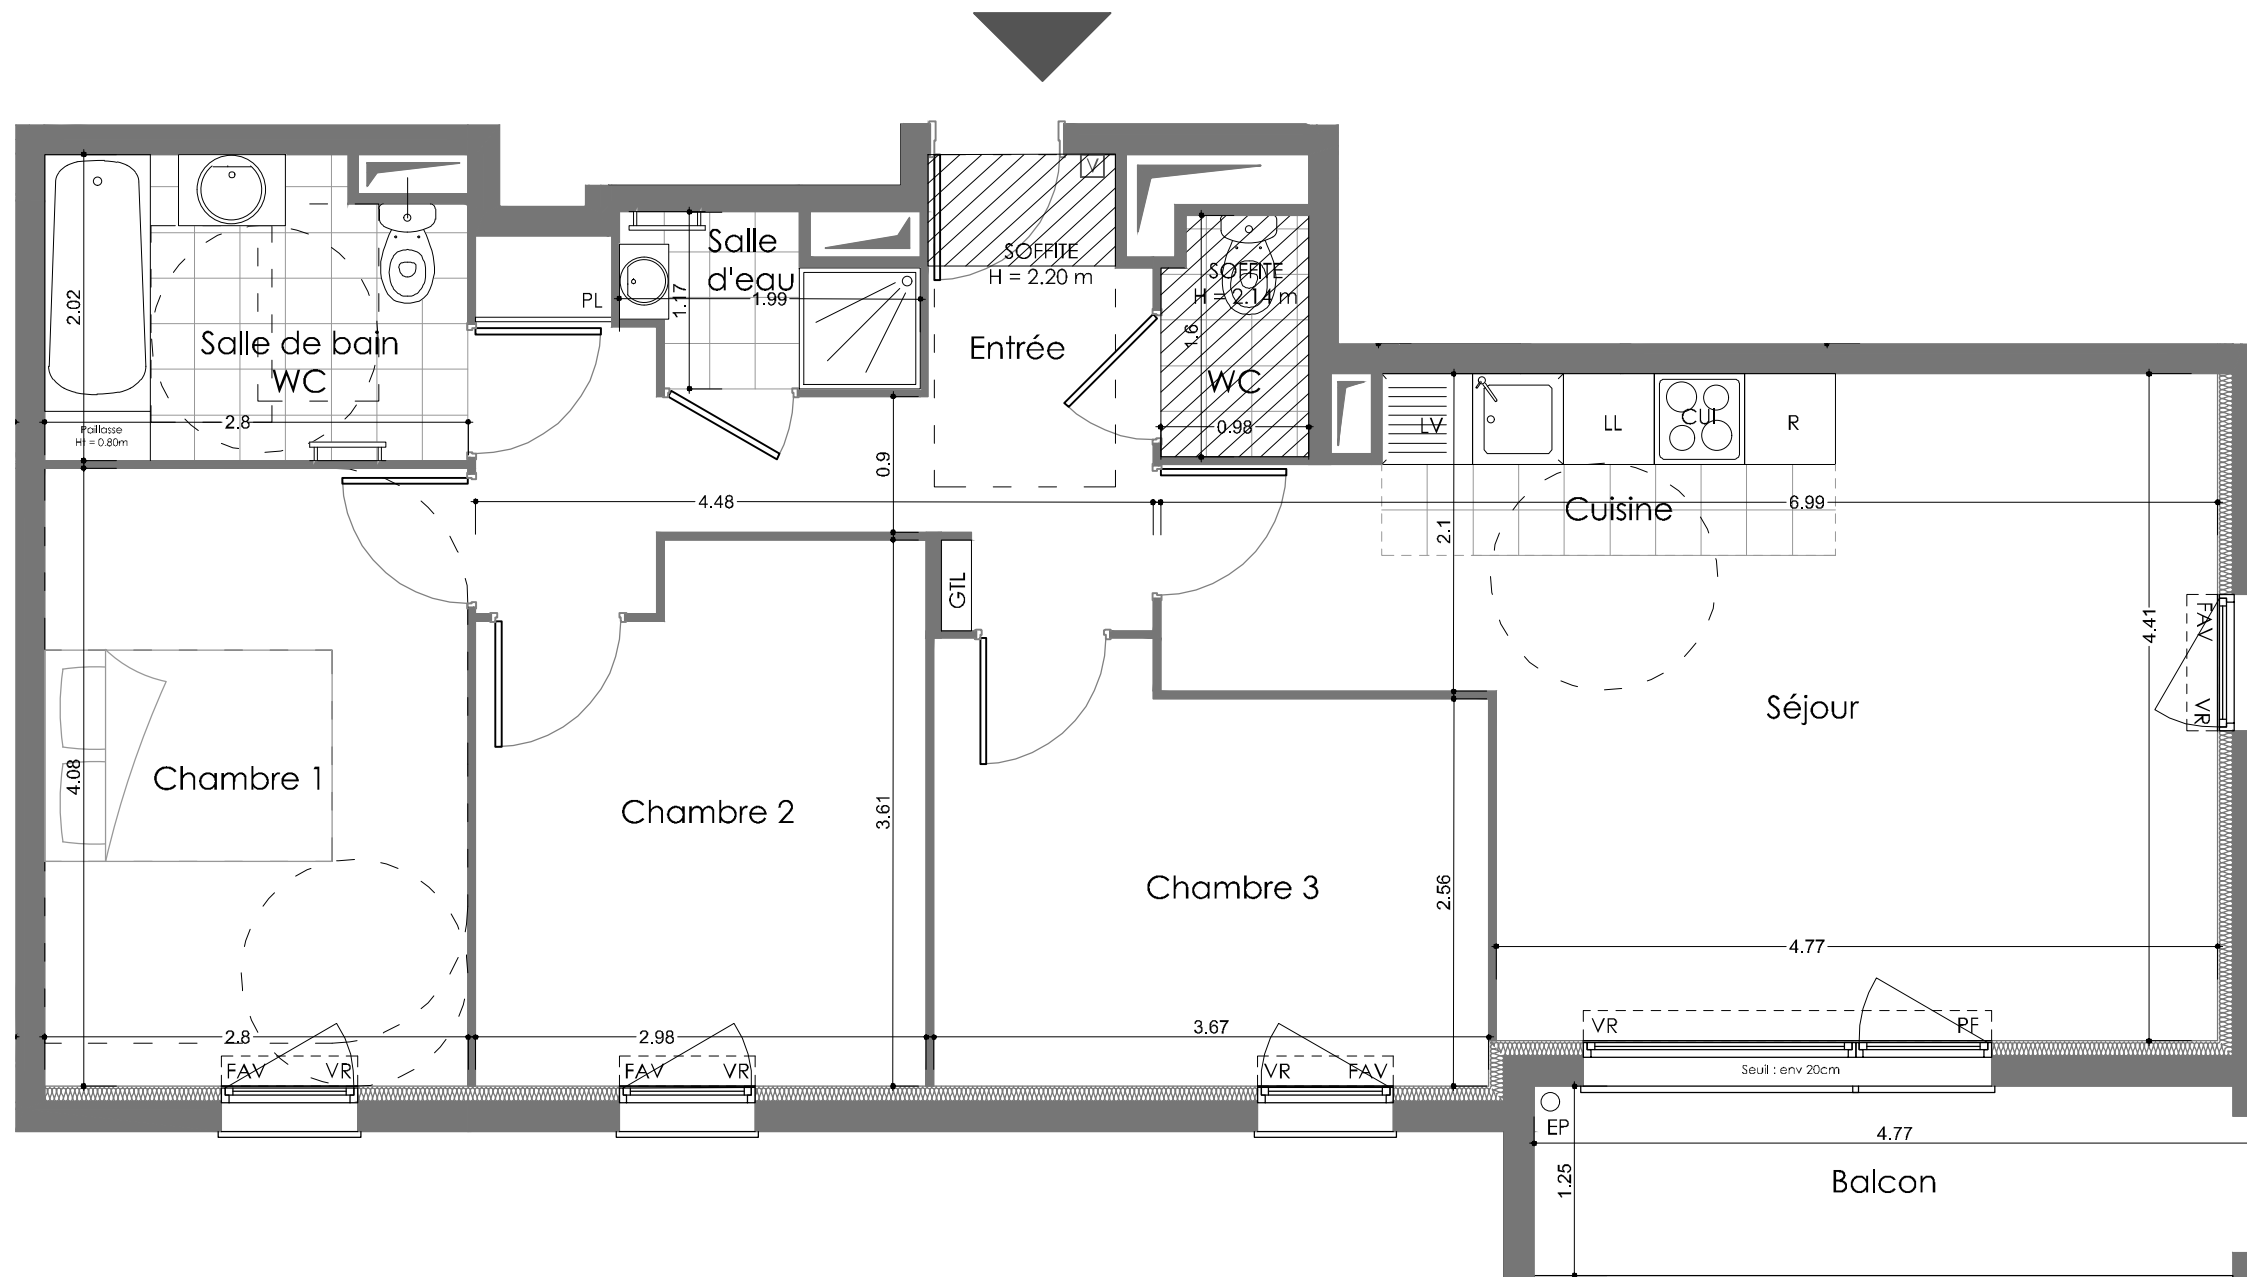 V
SOFFITE
H = 2.20 m
Salle
d'eau
1.99
1.17
PL
SOFFITE
H = 2.14 m
1.6
WC
0.98
Entrée
2.02
Salle de bain
WC
2.8
Paillasse
Ht = 0.80m
LV
LL
CUI
R
Cuisine
0.9
4.48
6.99
2.1
GTL
4.41
FAV
VR
Séjour
4.08
Chambre 1
Chambre 2
3.61
Chambre 3
2.56
4.77
2.8
2.98
3.67
FAV
VR
FAV
VR
VR
FAV
VR
PF
Seuil : env 20cm
EP
4.77
1.25
Balcon